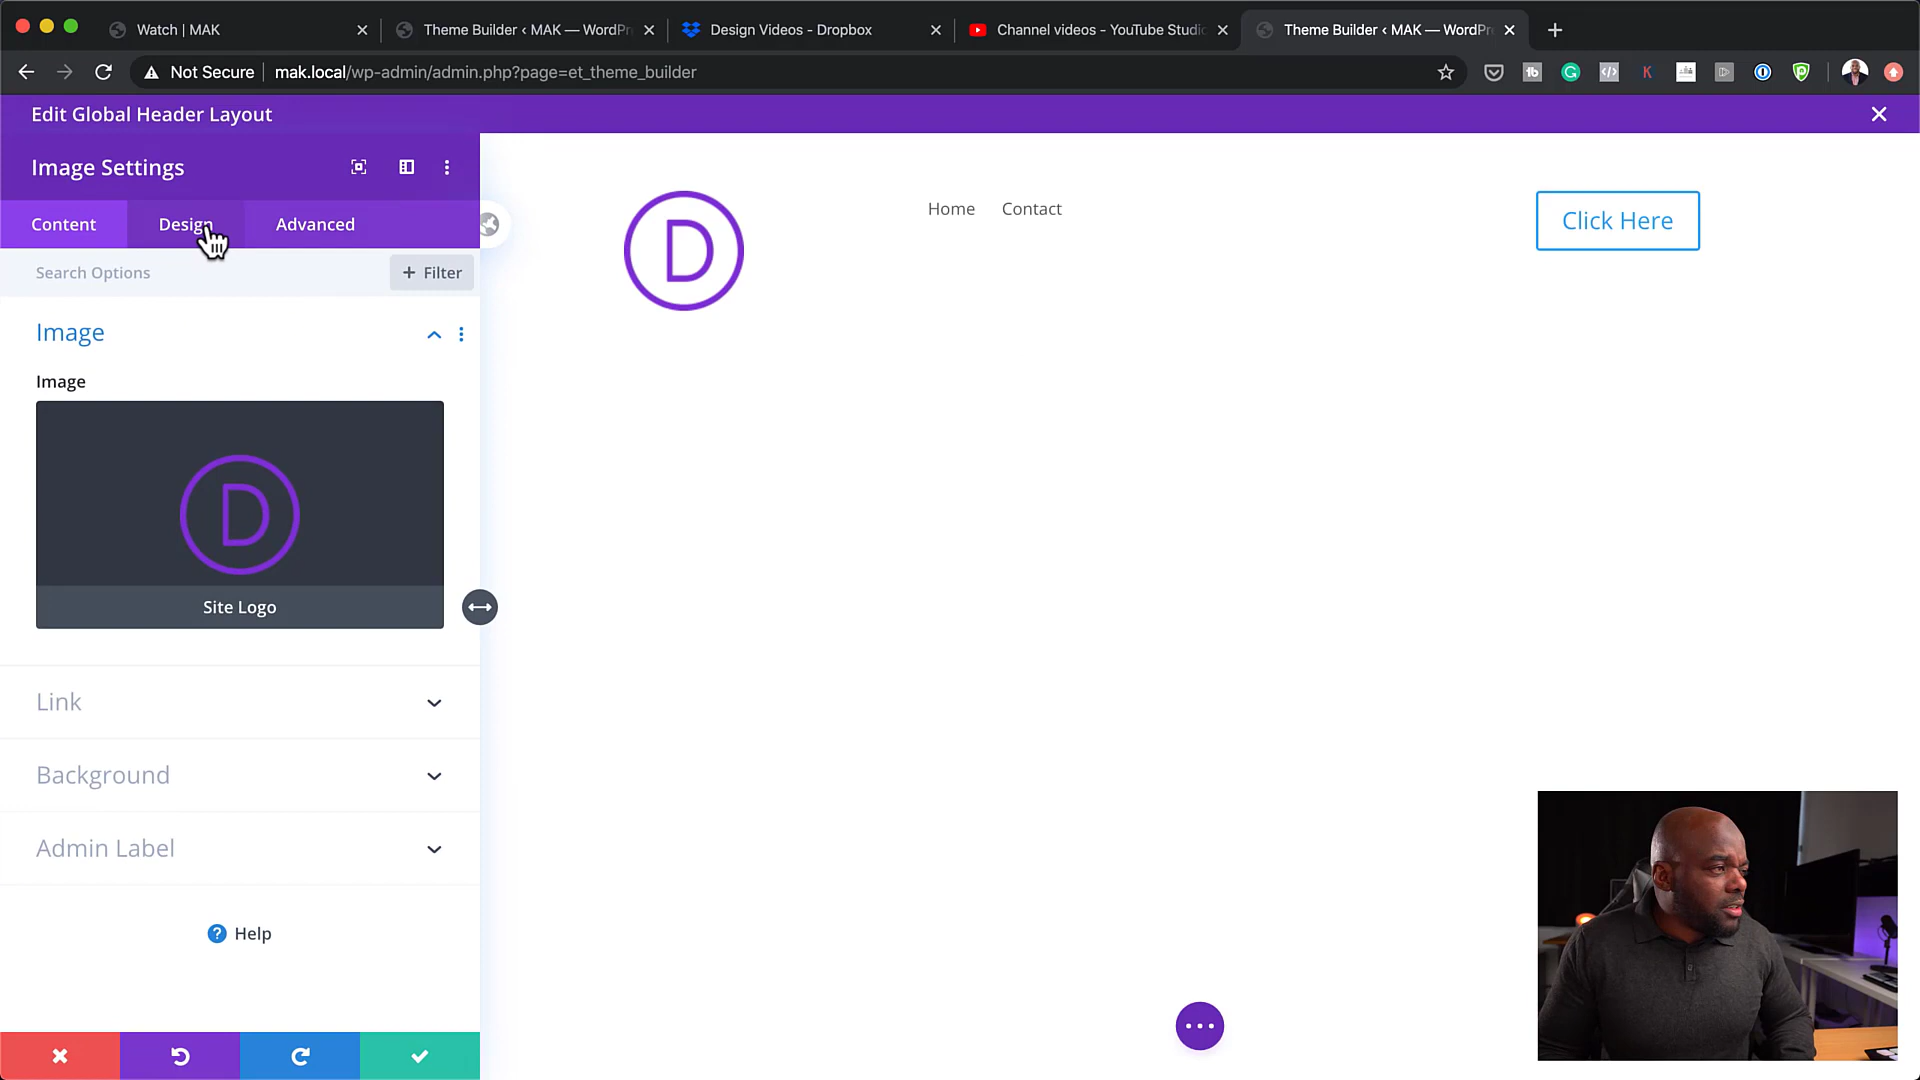 Watch | MAK
Theme Builder ‹ MAK — WordPr
Design Videos - Dropbox
Channel videos - YouTube Studio
Theme Builder ‹ MAK — WordPre
Not Secure
mak.local/wp-admin/admin.php?page=et_theme_builder
Edit Global Header Layout
Image Settings
Content
Design
Advanced
Search Options
+ Filter
Image
Image
D
Site Logo
Link
Background
Admin Label
? Help
D
Home
Contact
Click Here